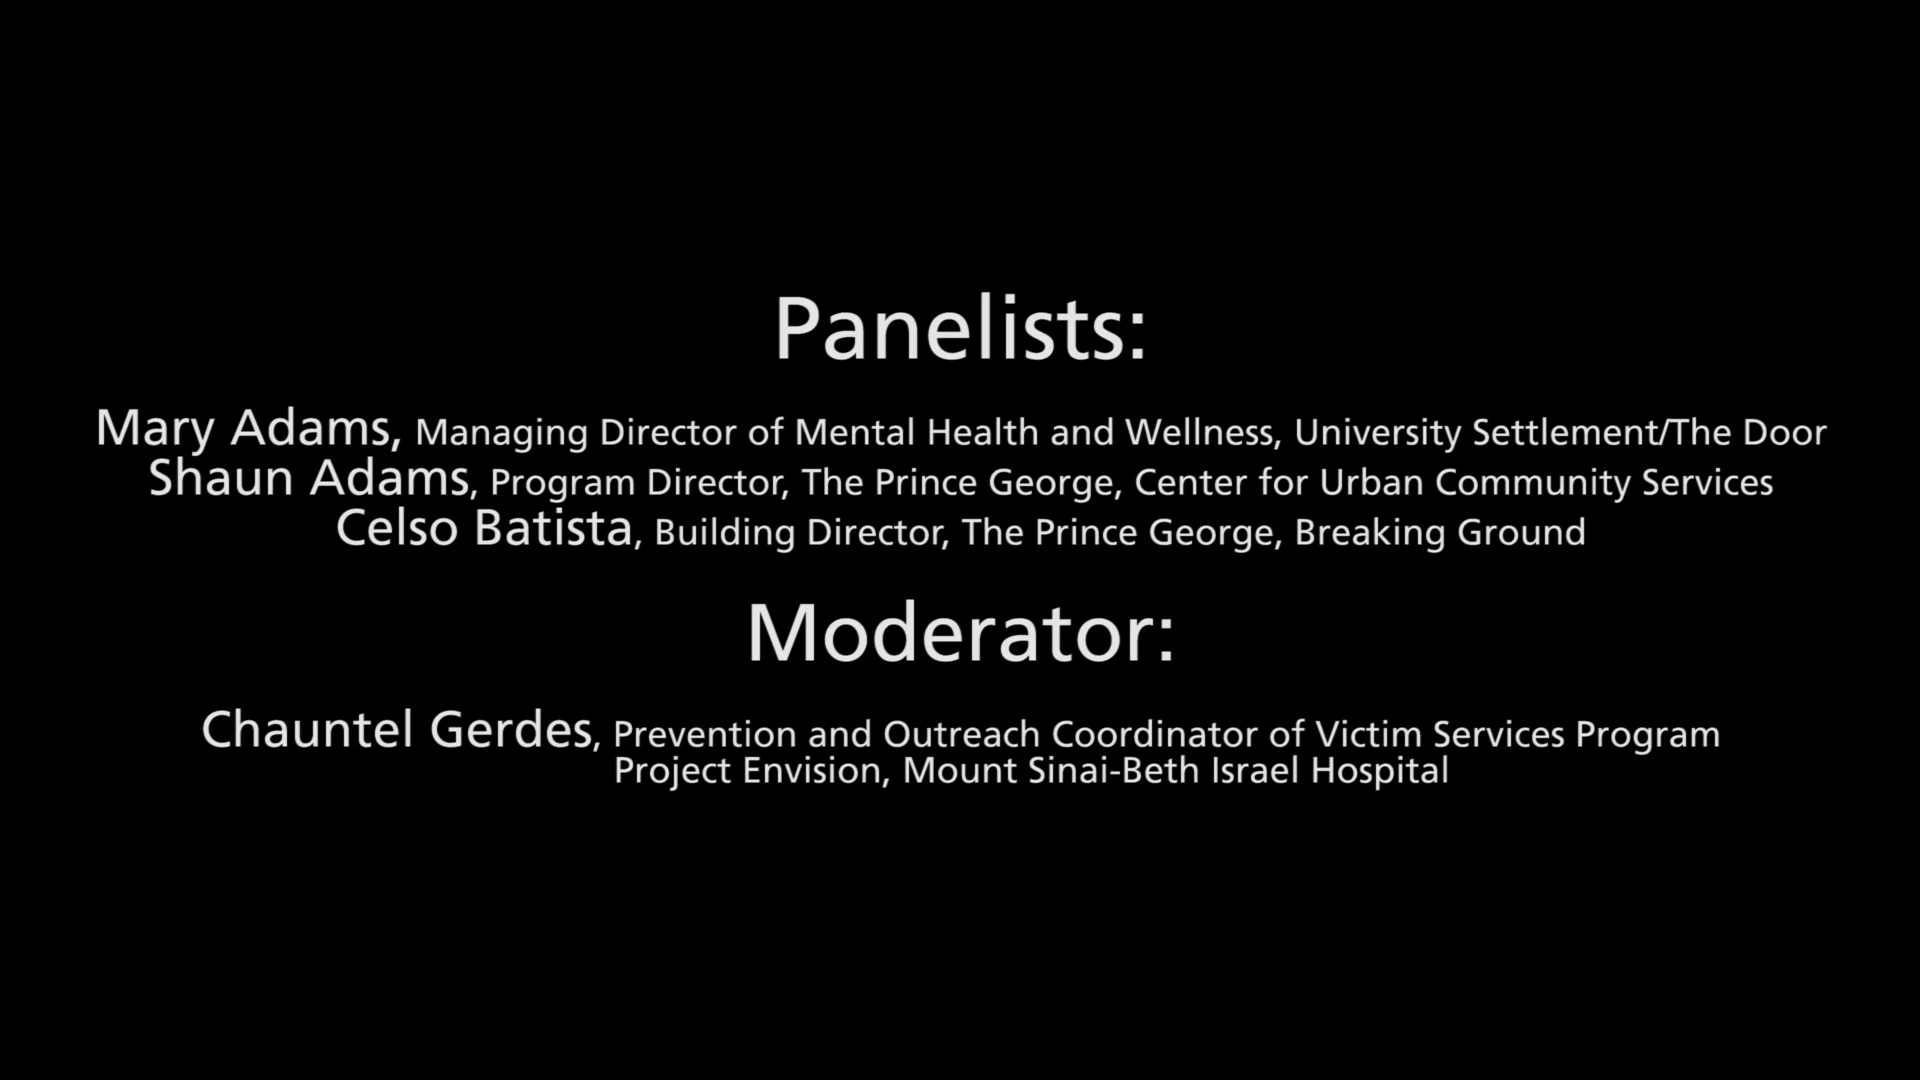 Panelists:
Mary Adams, Managing Director of Mental Health and Wellness, University Settlement/The Door
Shaun Adams, Program Director, The Prince George, Center for Urban Community Services
Celso Batista, Building Director, The Prince George, Breaking Ground
Moderator:
Chauntel Gerdes, Prevention and Outreach Coordinator of Victim Services Program
Project Envision, Mount Sinai-Beth Israel Hospital